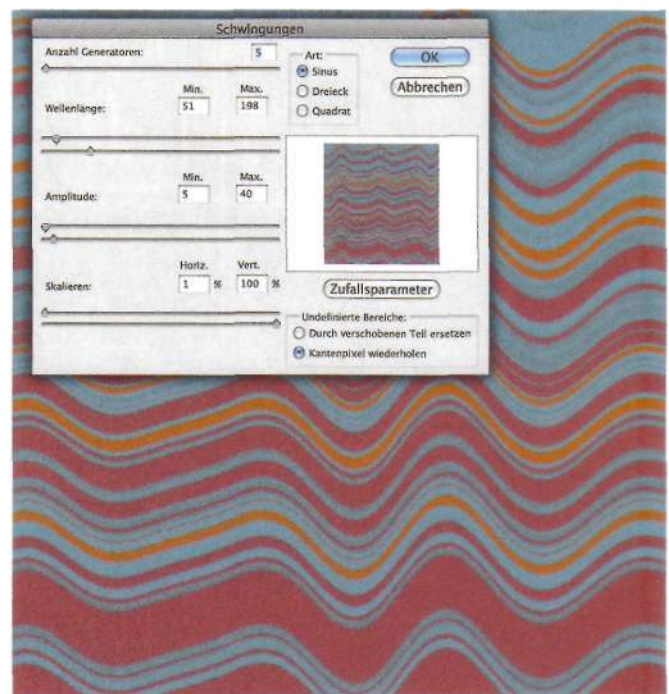 Schwingungen
Anzahl Generatoren: 5
Art:
Sinus
Dreieck
Quadrat
OK
Abbrechen
Min. Max.
Wellenlänge: 51 198
Min. Max.
Amplitude: 5 40
Horiz. Vert.
Skalieren: 1 % 100 %
Zufallsparameter
Undefinierte Bereiche:
Durch verschobenen Teil ersetzen
Kantenpixel wiederholen